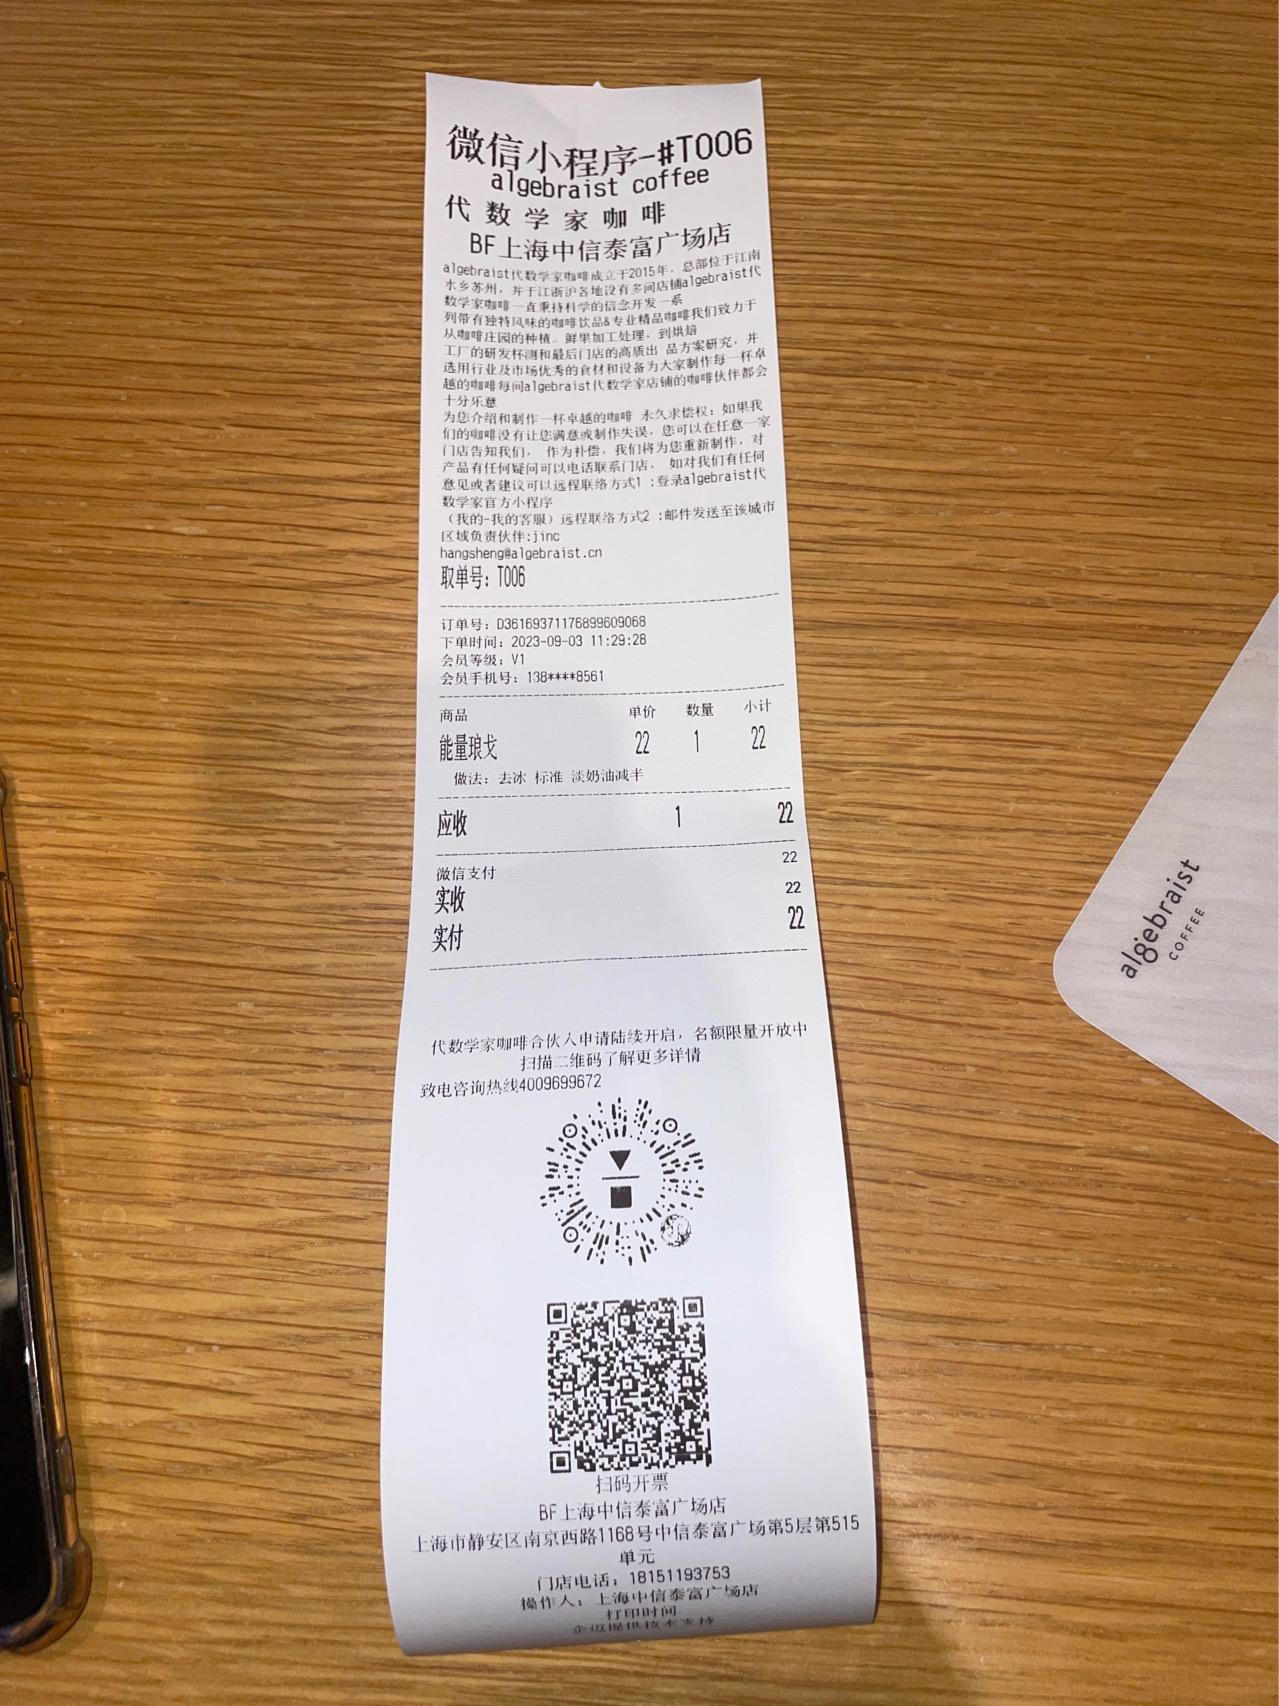 微信小程序-#T006
algebraist coffee
代数学家咖啡
BF上海中信泰富广场店
algebraist代数学家咖啡成立于2015年，总部位于江南
水乡苏州，并于江浙沪各地设有多间店铺algebraist代
数学家咖啡一直秉持科学的信念开发一系
列带有独特风味的咖啡饮品&专业精品咖啡我们致力于
从咖啡庄园的种植。鲜果加工处理，到烘焙
工厂的研发杯测和最后门店的高质出 品方案研究，并
选用行业及市场优秀的食材和设备为大家制作每一杯卓
越的咖啡每间algebraist代数学家店铺的咖啡伙伴都会
十分乐意
为您介绍和制作一杯卓越的咖啡 永久求偿权：如果我
们的咖啡没有让您满意或制作失误，您可以在任意一家
门店告知我们， 作为补偿，我们将为您重新制作，对
产品有任何疑问可以电话联系门店， 如对我们有任何
意见或者建议可以远程联络方式1 :登录algebraist代
数学家官方小程序
（我的-我的客服）远程联络方式2 :邮件发送至该城市
区域负责伙伴:jinc
hangsheng@algebraist.cn
取单号：T006
订单号：D36169371176899609068
下单时间：2023-09-03 11:29:28
会员等级：V1
会员手机号：138****8561
商品 单价 数量 小计
能量琅戈 22 1 22
做法：去冰 标准 淡奶油减半
应收 1 22
微信支付 22
实收 22
实付 22
代数学家咖啡合伙人申请陆续开启，名额限量开放中
扫描二维码了解更多详情
致电咨询热线4009699672
扫码开票
BF上海中信泰富广场店
上海市静安区南京西路1168号中信泰富广场第5层第515
单元
门店电话：18151193753
操作人：上海中信泰富广场店
打印时间
企迈提供技术支持
algebraist
COFFEE